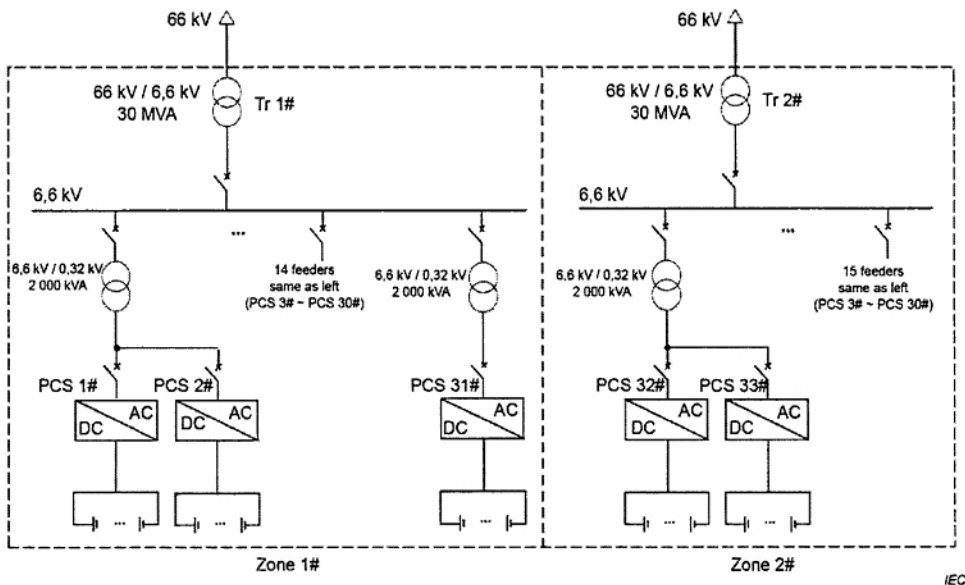 66 kV
66 kV
66 kV / 6,6 kV
30 MVA
Tr 1#
66 kV / 6,6 kV
30 MVA
Tr 2#
6,6 kV
6,6 kV
6,6 kV / 0,32 kV
2 000 kVA
...
14 feeders
same as left
(PCS 3# ~ PCS 30#)
6,6 kV / 0,32 kV
2 000 kVA
6,6 kV / 0,32 kV
2 000 kVA
...
15 feeders
same as left
(PCS 3# ~ PCS 30#)
PCS 1#
PCS 2#
PCS 31#
PCS 32#
PCS 33#
AC
DC
AC
DC
AC
DC
AC
DC
AC
DC
...
...
...
...
...
Zone 1#
Zone 2#
IEC